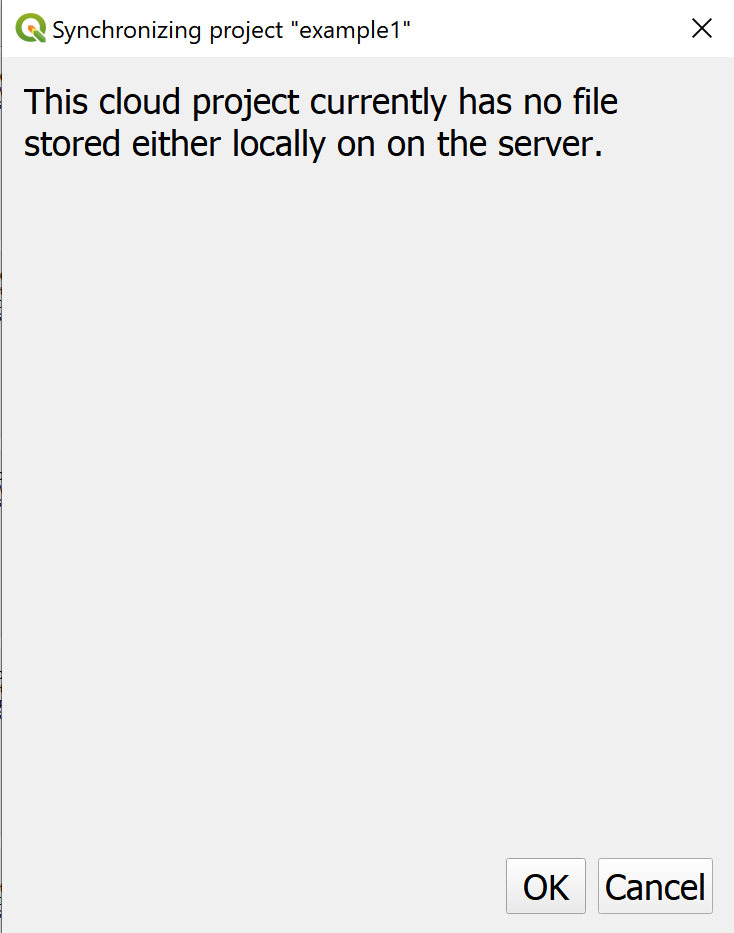 Synchronizing project "example1"
This cloud project currently has no file
stored either locally on on the server.
OK Cancel